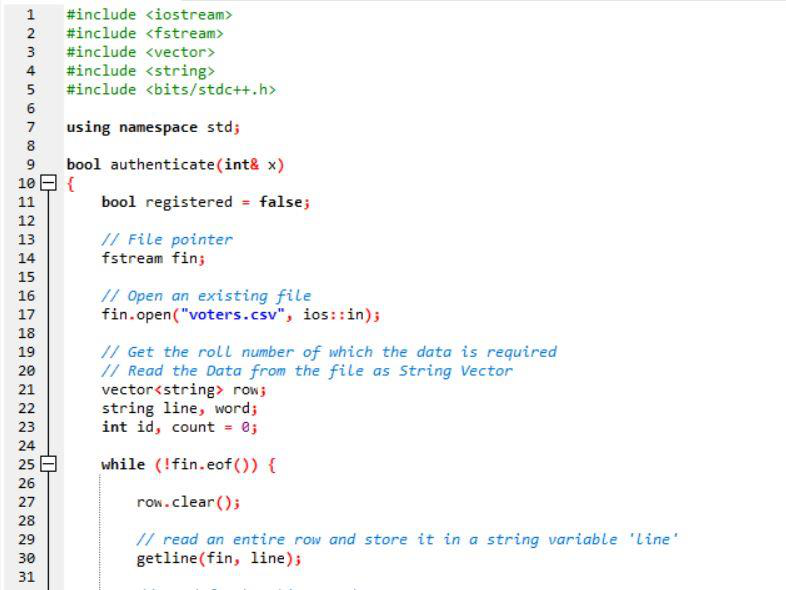 1 #include <iostream>
2 #include <fstream>
3 #include <vector>
4 #include <string>
5 #include <bits/stdc++.h>
6
7 using namespace std;
8
9 bool authenticate(int& x)
10 {
11 bool registered = false;
12
13 // File pointer
14 fstream fin;
15
16 // Open an existing file
17 fin.open("voters.csv", ios::in);
18
19 // Get the roll number of which the data is required
20 // Read the Data from the file as String Vector
21 vector<string> row;
22 string line, word;
23 int id, count = 0;
24
25 while (!fin.eof()) {
26
27 row.clear();
28
29 // read an entire row and store it in a string variable 'line'
30 getline(fin, line);
31